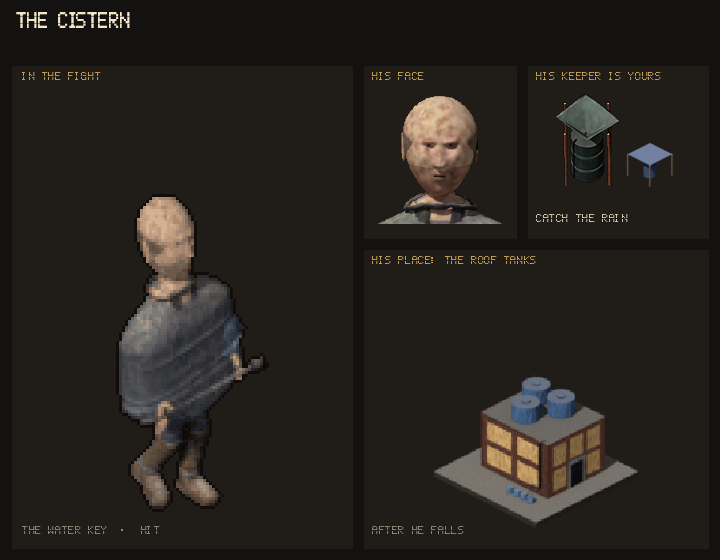 THE CISTERN
IN THE FIGHT
HIS FACE
HIS KEEPER IS YOURS
CATCH THE RAIN
HIS PLACE: THE ROOF TANKS
THE WATER KEY · HIT
AFTER HE FALLS